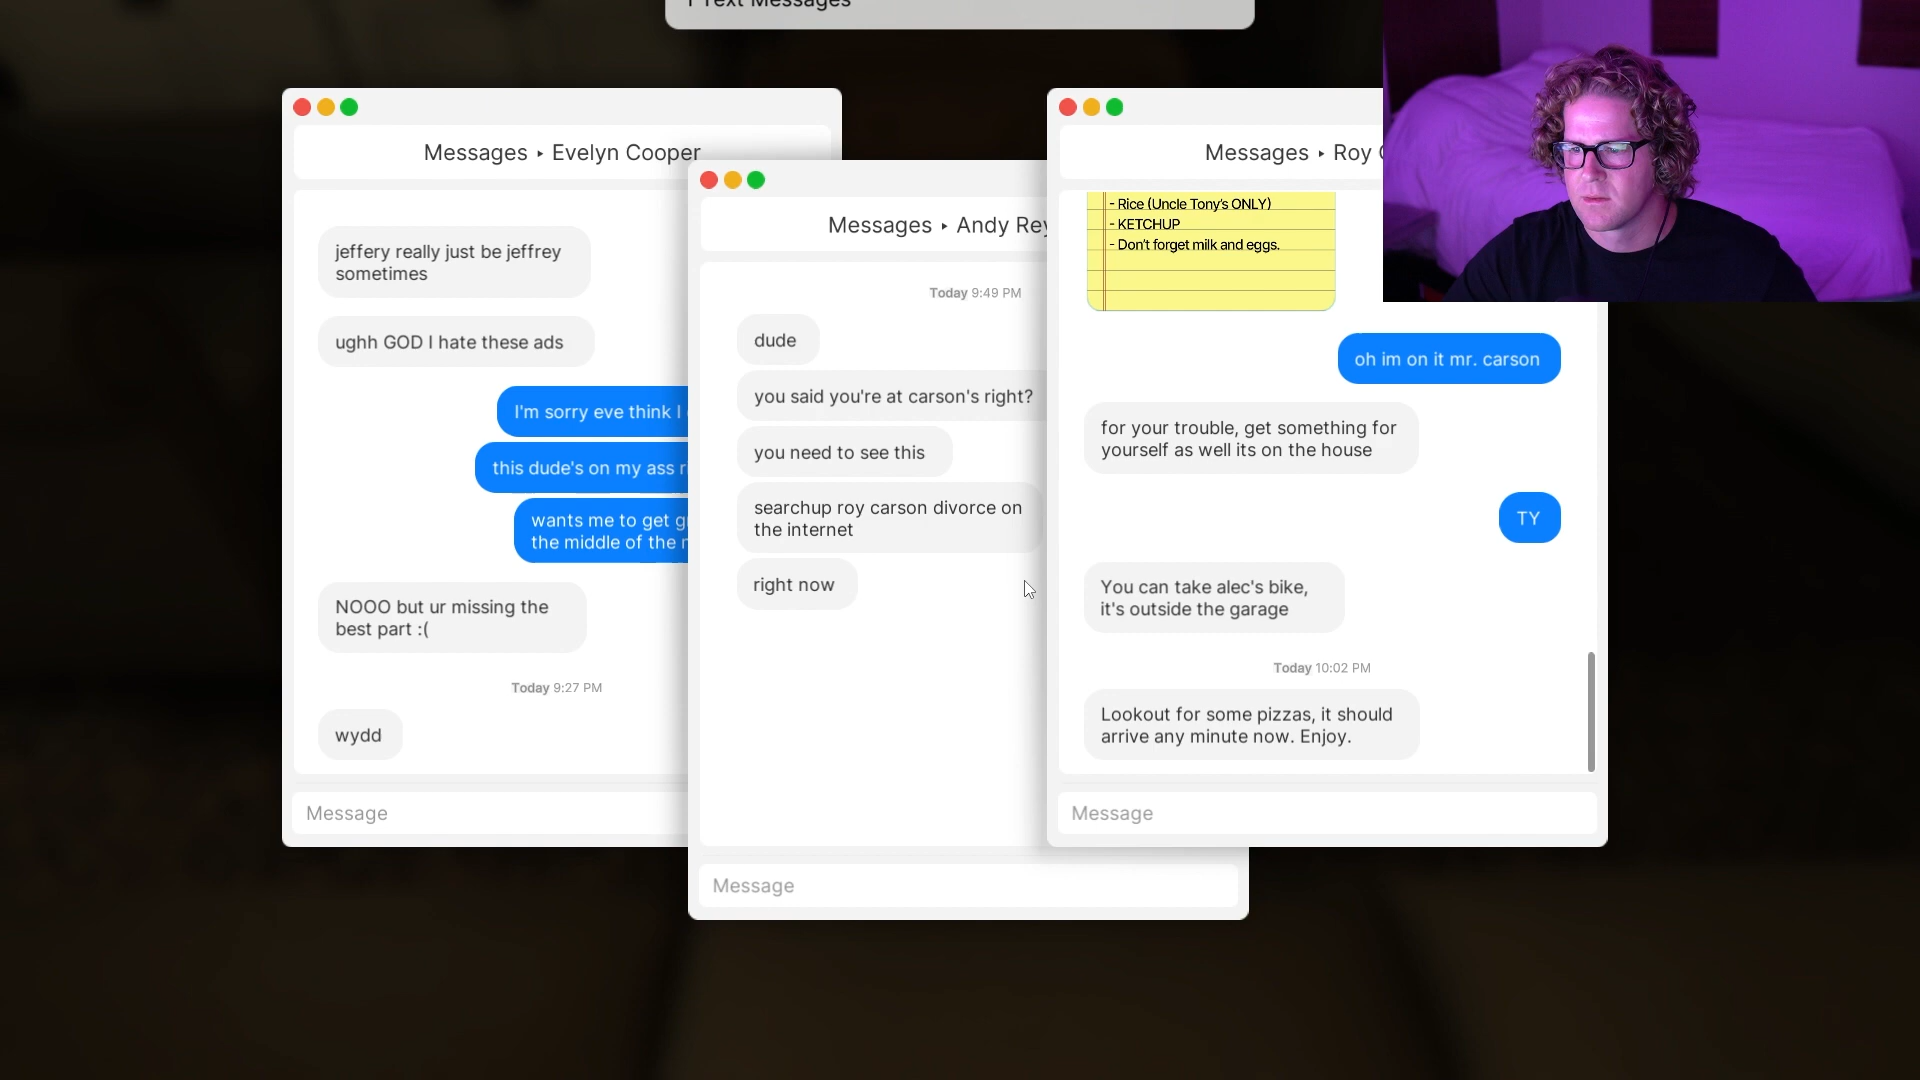 1 Text Messages
Messages ‣ Evelyn Cooper
jeffery really just be jeffrey
sometimes
ughh GOD I hate these ads
I'm sorry eve think I
this dude's on my ass
wants me to get
the middle of the
NOOO but ur missing the
best part :(
Today 9:27 PM
wydd
Message
Messages ‣ Andy
Today 9:49 PM
dude
you said you're at carson's right?
you need to see this
searchup roy carson divorce on
the internet
right now
Message
Messages ‣ Roy
- Rice (Uncle Tony's ONLY)
- KETCHUP
- Don't forget milk and eggs.
oh im on it mr. carson
for your trouble, get something for
yourself as well its on the house
TY
You can take alec's bike,
it's outside the garage
Today 10:02 PM
Lookout for some pizzas, it should
arrive any minute now. Enjoy.
Message